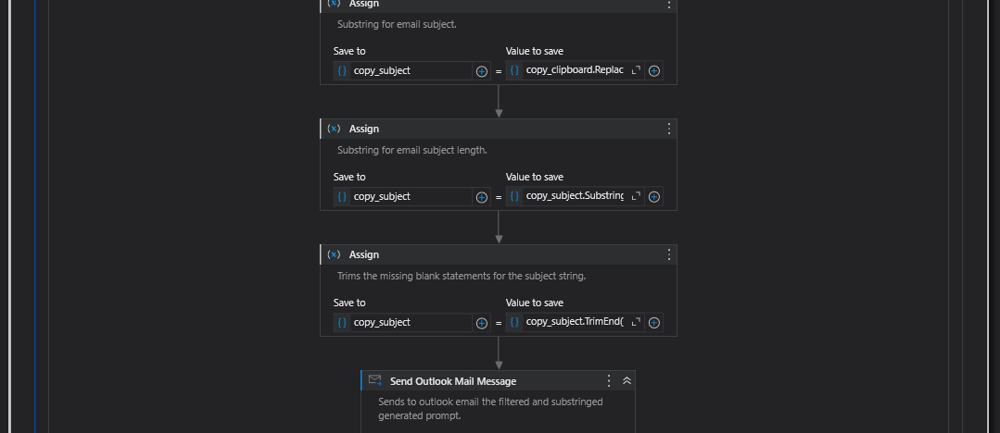 (x) Assign
Substring for email subject.
Save to Value to save
{} copy_subject = {} copy_clipboard.Replac
(x) Assign
Substring for email subject length.
Save to Value to save
{} copy_subject = {} copy_subject.Substring
(x) Assign
Trims the missing blank statements for the subject string.
Save to Value to save
{} copy_subject = {} copy_subject.TrimEnd(
Send Outlook Mail Message
Sends to outlook email the filtered and substringed
generated prompt.